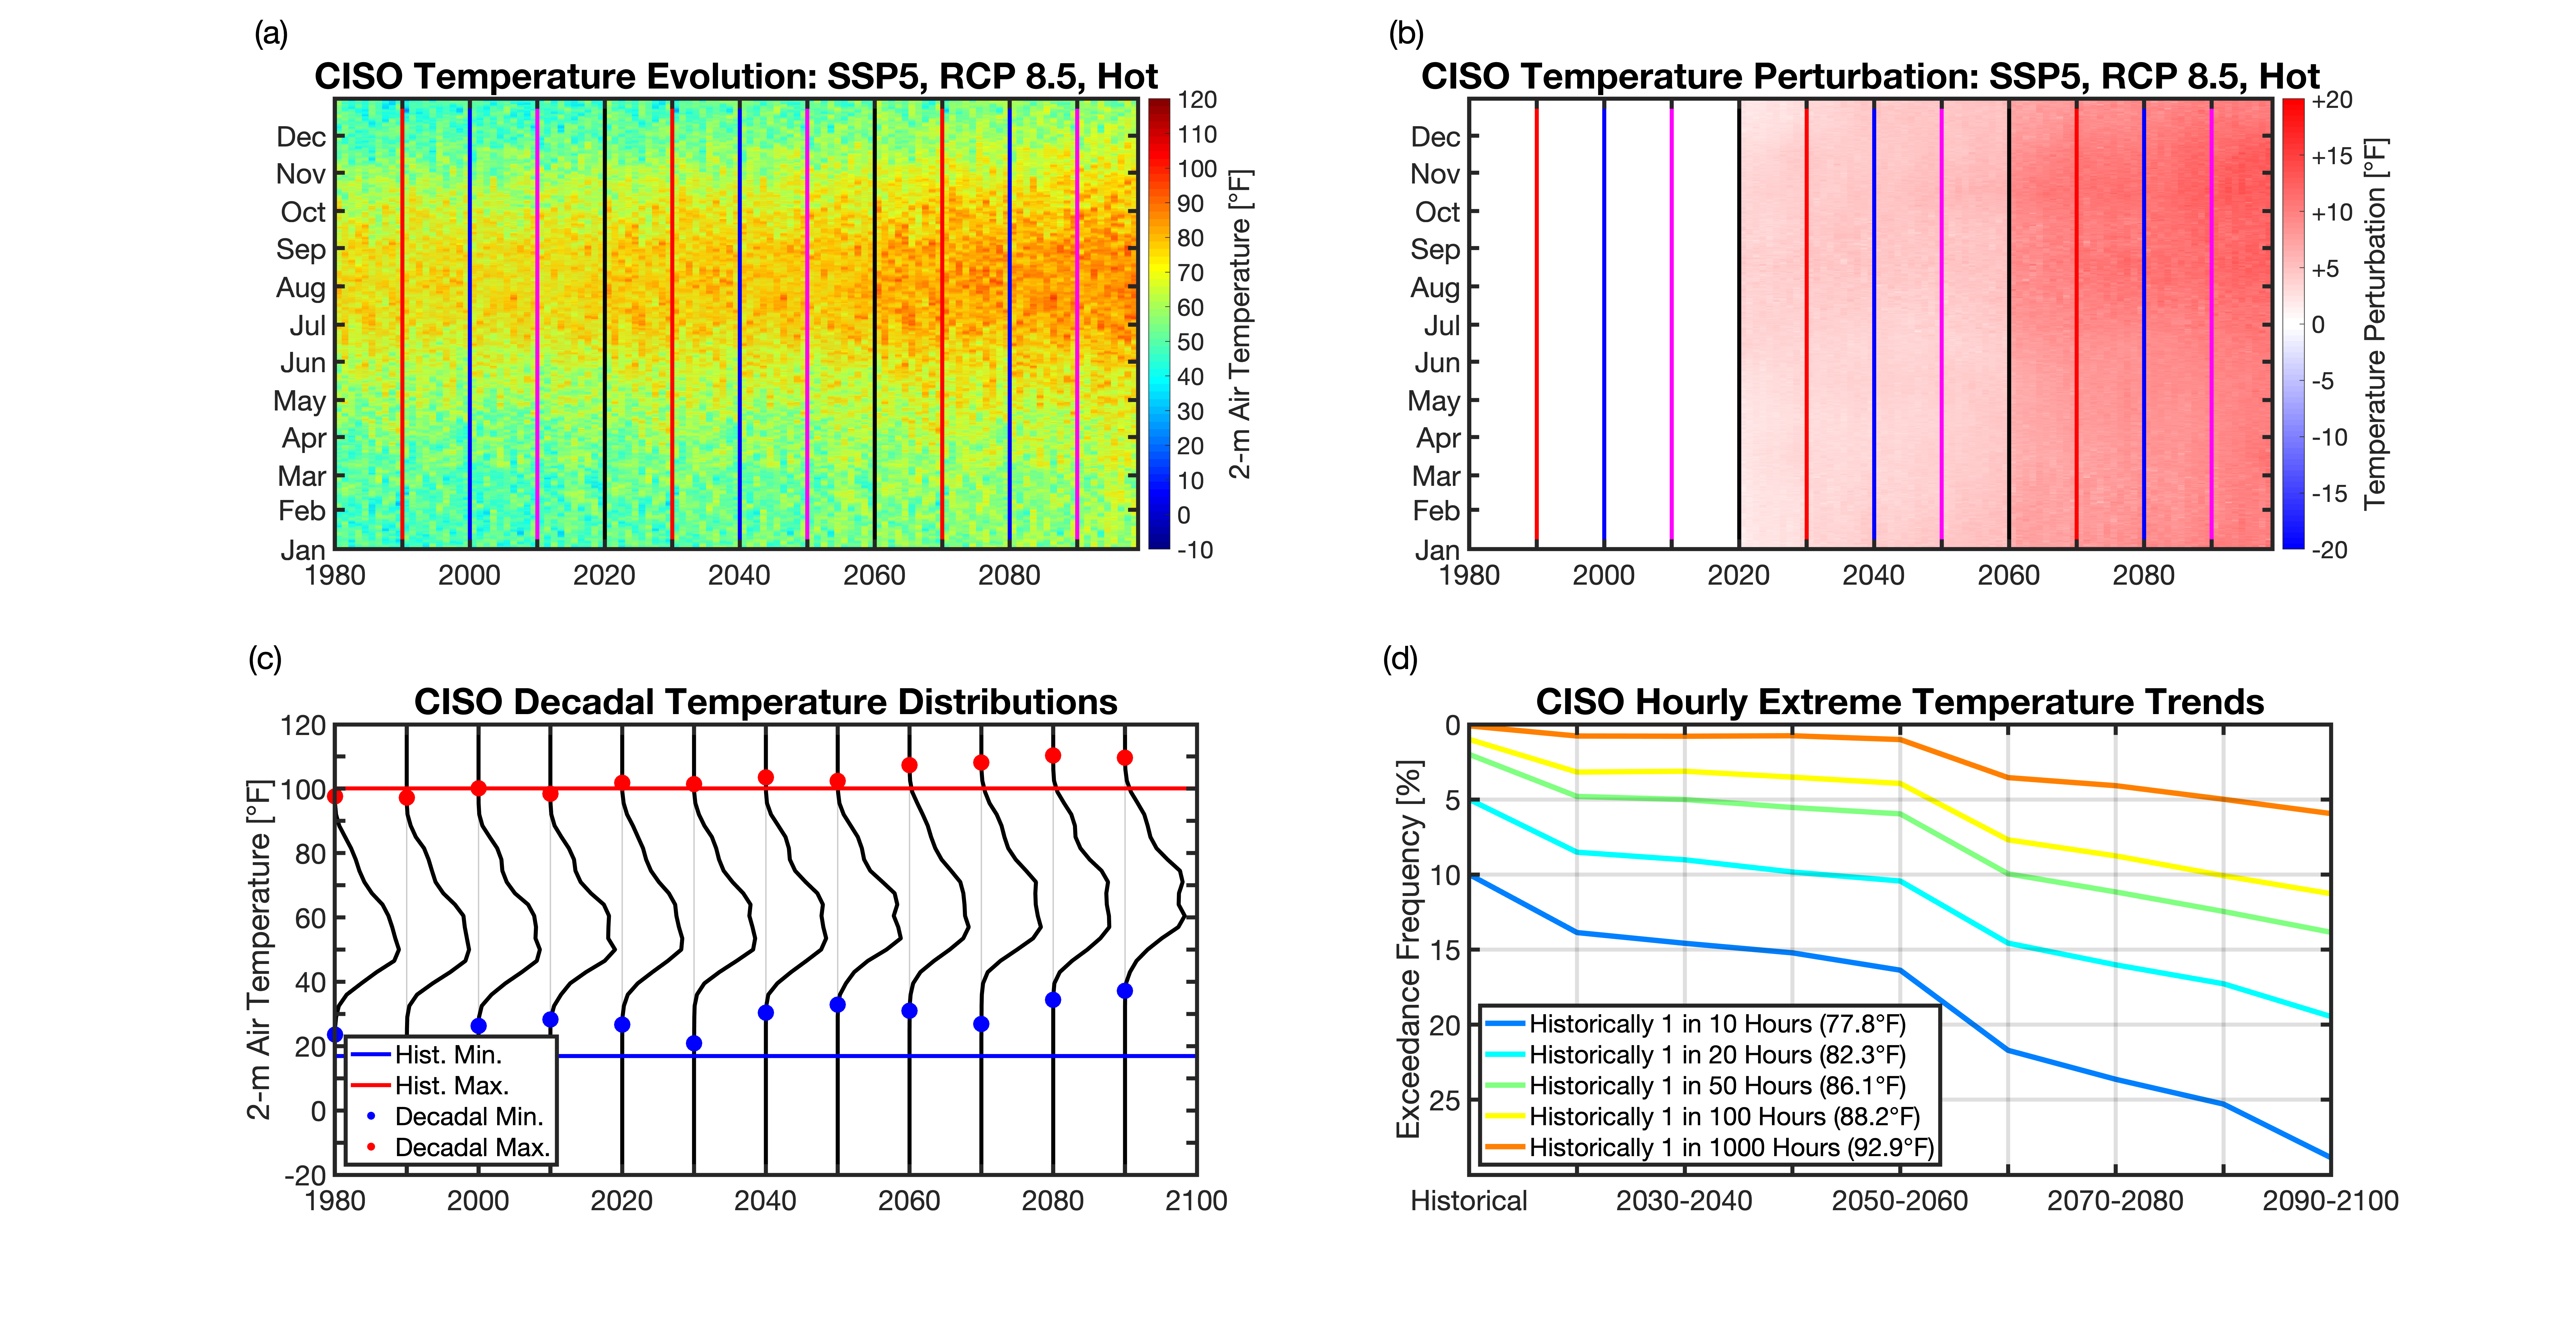 (a)
CISO Temperature Evolution: SSP5, RCP 8.5, Hot
Dec
Nov
Oct
Sep
Aug
Jul
Jun
May
Apr
Mar
Feb
Jan
1980
2000
2020
2040
2060
2080
120
110
100
90
80
70
60
50
40
30
20
10
0
-10
2-m Air Temperature [°F]
(b)
CISO Temperature Perturbation: SSP5, RCP 8.5, Hot
Dec
Nov
Oct
Sep
Aug
Jul
Jun
May
Apr
Mar
Feb
Jan
1980
2000
2020
2040
2060
2080
+20
+15
+10
+5
0
-5
-10
-15
-20
Temperature Perturbation [°F]
(c)
CISO Decadal Temperature Distributions
2-m Air Temperature [°F]
120
100
80
60
40
20
0
-20
1980
2000
2020
2040
2060
2080
2100
Hist. Min.
Hist. Max.
Decadal Min.
Decadal Max.
(d)
CISO Hourly Extreme Temperature Trends
Exceedance Frequency [%]
0
5
10
15
20
25
Historically 1 in 10 Hours (77.8°F)
Historically 1 in 20 Hours (82.3°F)
Historically 1 in 50 Hours (86.1°F)
Historically 1 in 100 Hours (88.2°F)
Historically 1 in 1000 Hours (92.9°F)
Historical
2030-2040
2050-2060
2070-2080
2090-2100